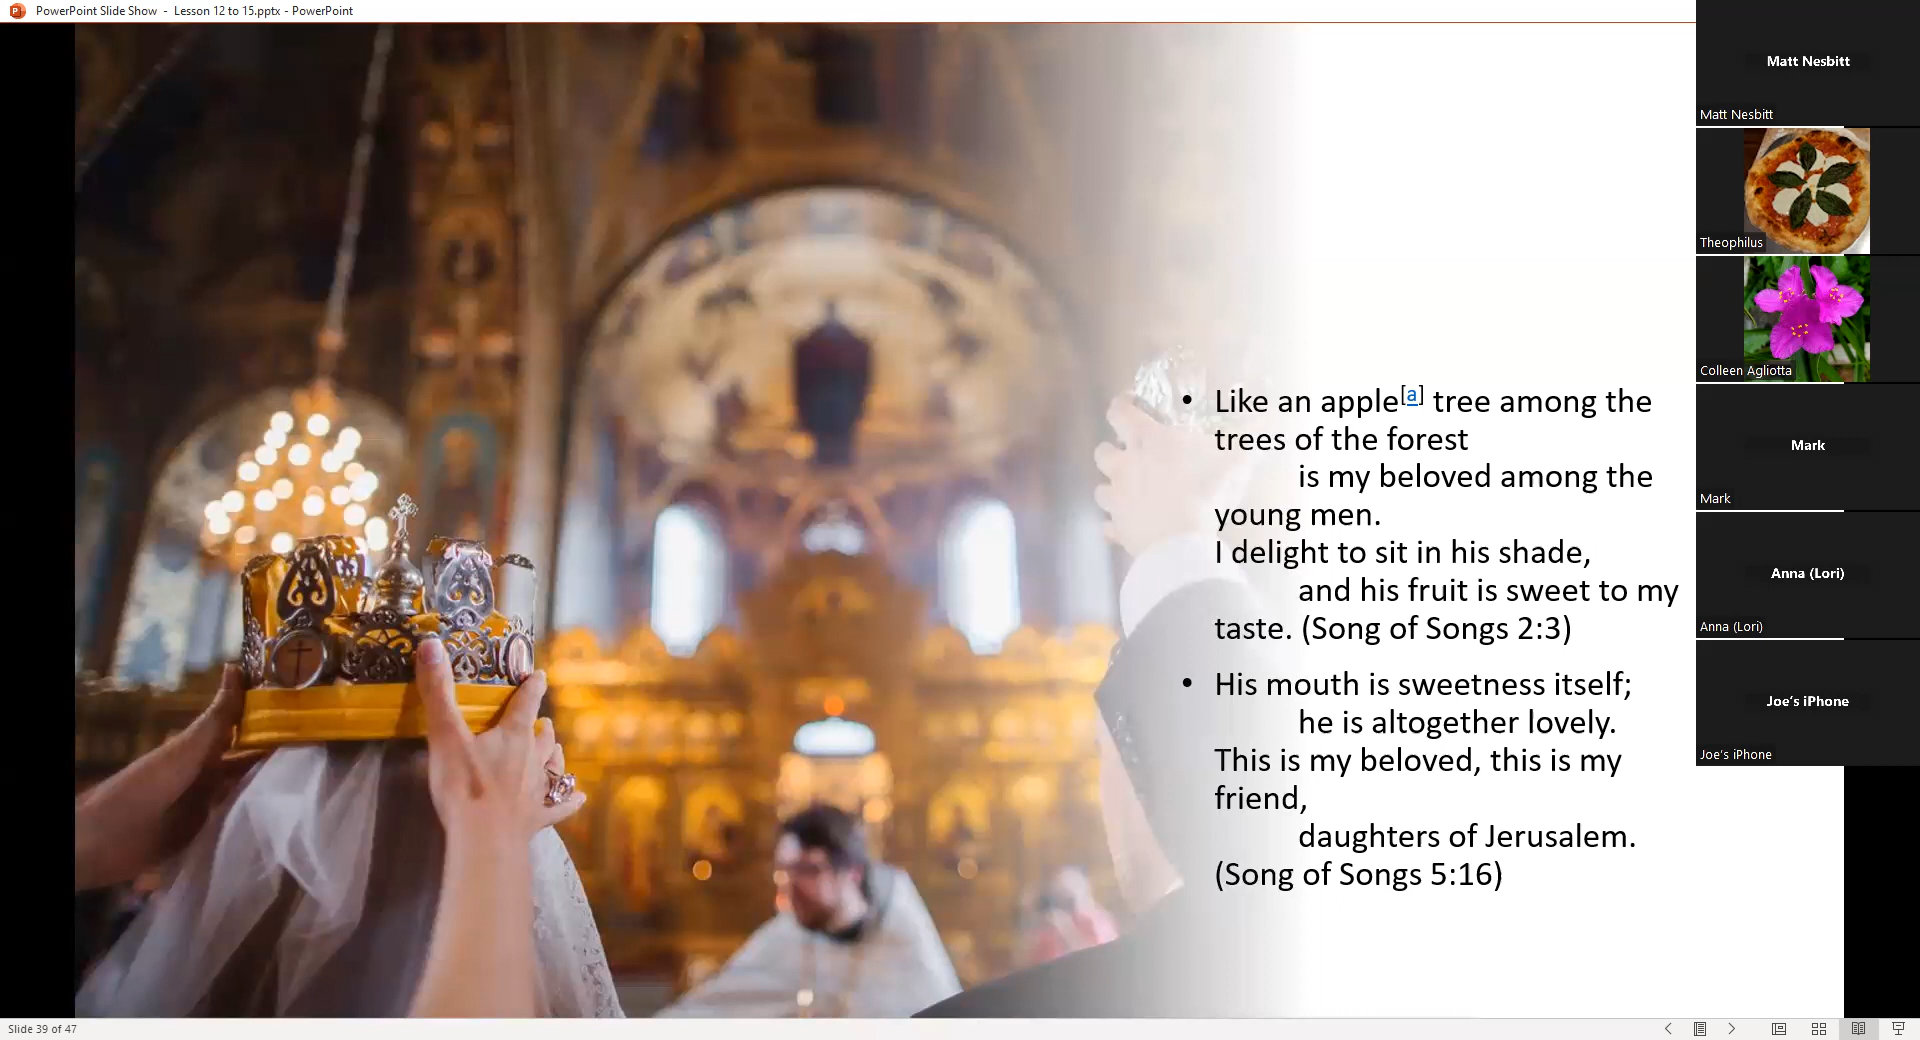 PowerPoint Slide Show - Lesson 12 to 15.pptx - PowerPoint
Like an apple[a] tree among the
trees of the forest
is my beloved among the
young men.
I delight to sit in his shade,
and his fruit is sweet to my
taste. (Song of Songs 2:3)
His mouth is sweetness itself;
he is altogether lovely.
This is my beloved, this is my
friend,
daughters of Jerusalem.
(Song of Songs 5:16)
Matt Nesbitt
Matt Nesbitt
Theophilus
Colleen Agliotta
Mark
Mark
Anna (Lori)
Anna (Lori)
Joe's iPhone
Joe's iPhone
Slide 39 of 47